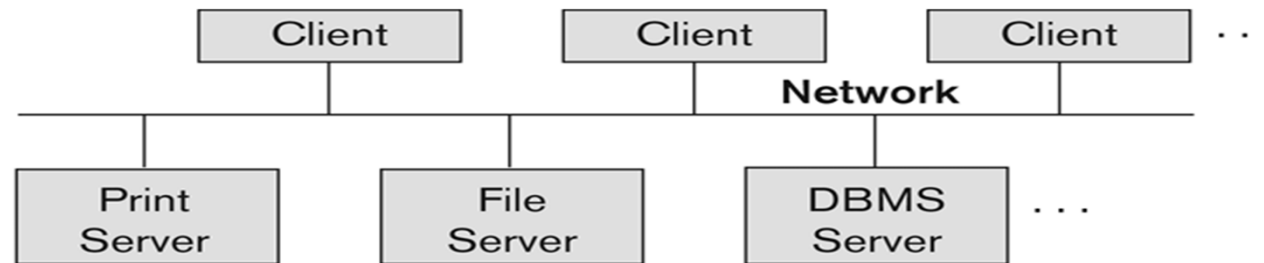 Client
Client
Client
. .
Network
Print
Server
File
Server
DBMS
Server
. . .